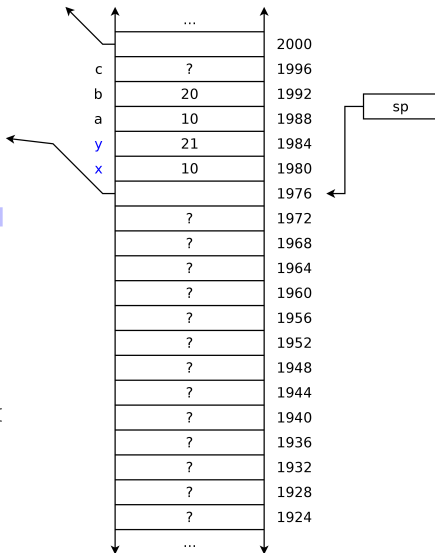 ...
2000
c ? 1996
b 20 1992
a 10 1988
y 21 1984
x 10 1980
1976
? 1972
? 1968
? 1964
? 1960
? 1956
? 1952
? 1948
? 1944
? 1940
? 1936
? 1932
? 1928
? 1924
...
sp